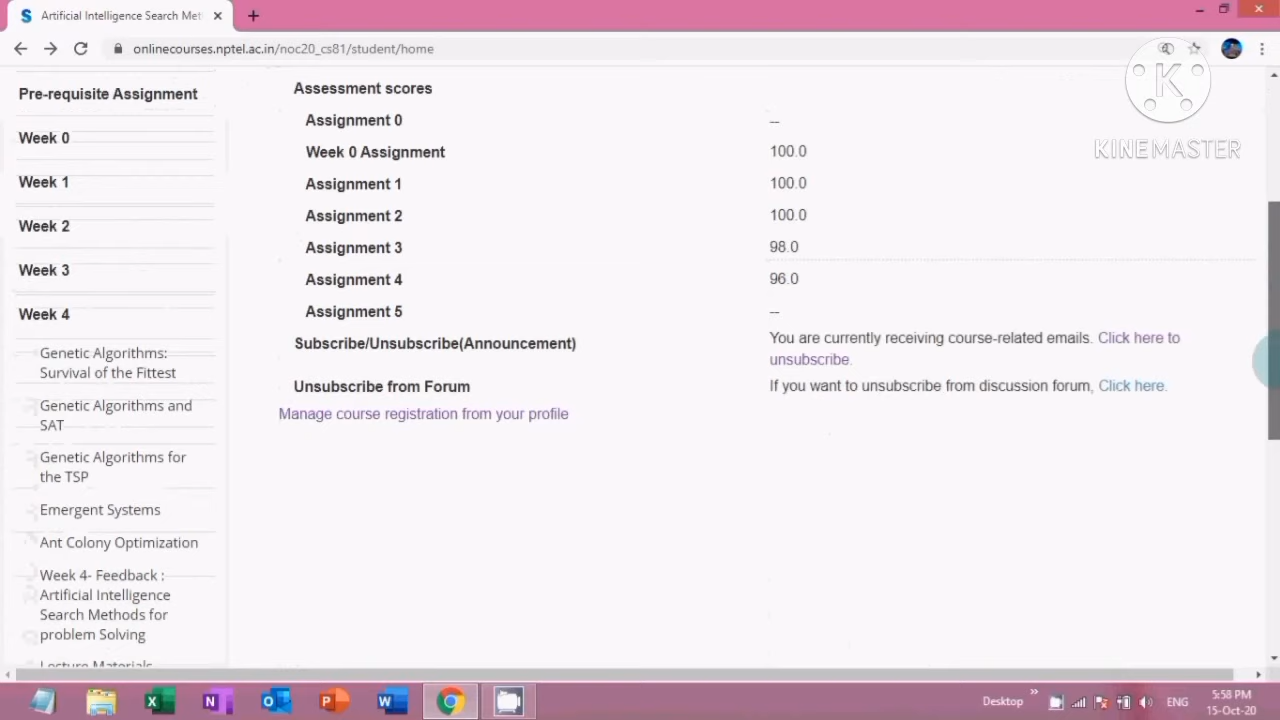 Artificial Intelligence Search Met
onlinecourses.nptel.ac.in/noc20_cs81/student/home
K
KINEMASTER
Pre-requisite Assignment
Week 0
Week 1
Week 2
Week 3
Week 4
Genetic Algorithms:
Survival of the Fittest
Genetic Algorithms and
SAT
Genetic Algorithms for
the TSP
Emergent Systems
Ant Colony Optimization
Week 4- Feedback :
Artificial Intelligence
Search Methods for
problem Solving
Lecture Materials
Assessment scores
Assignment 0 --
Week 0 Assignment 100.0
Assignment 1 100.0
Assignment 2 100.0
Assignment 3 98.0
Assignment 4 96.0
Assignment 5 --
Subscribe/Unsubscribe(Announcement) You are currently receiving course-related emails. Click here to
unsubscribe.
Unsubscribe from Forum If you want to unsubscribe from discussion forum, Click here.
Manage course registration from your profile
Desktop
ENG
5:58 PM
15-Oct-20